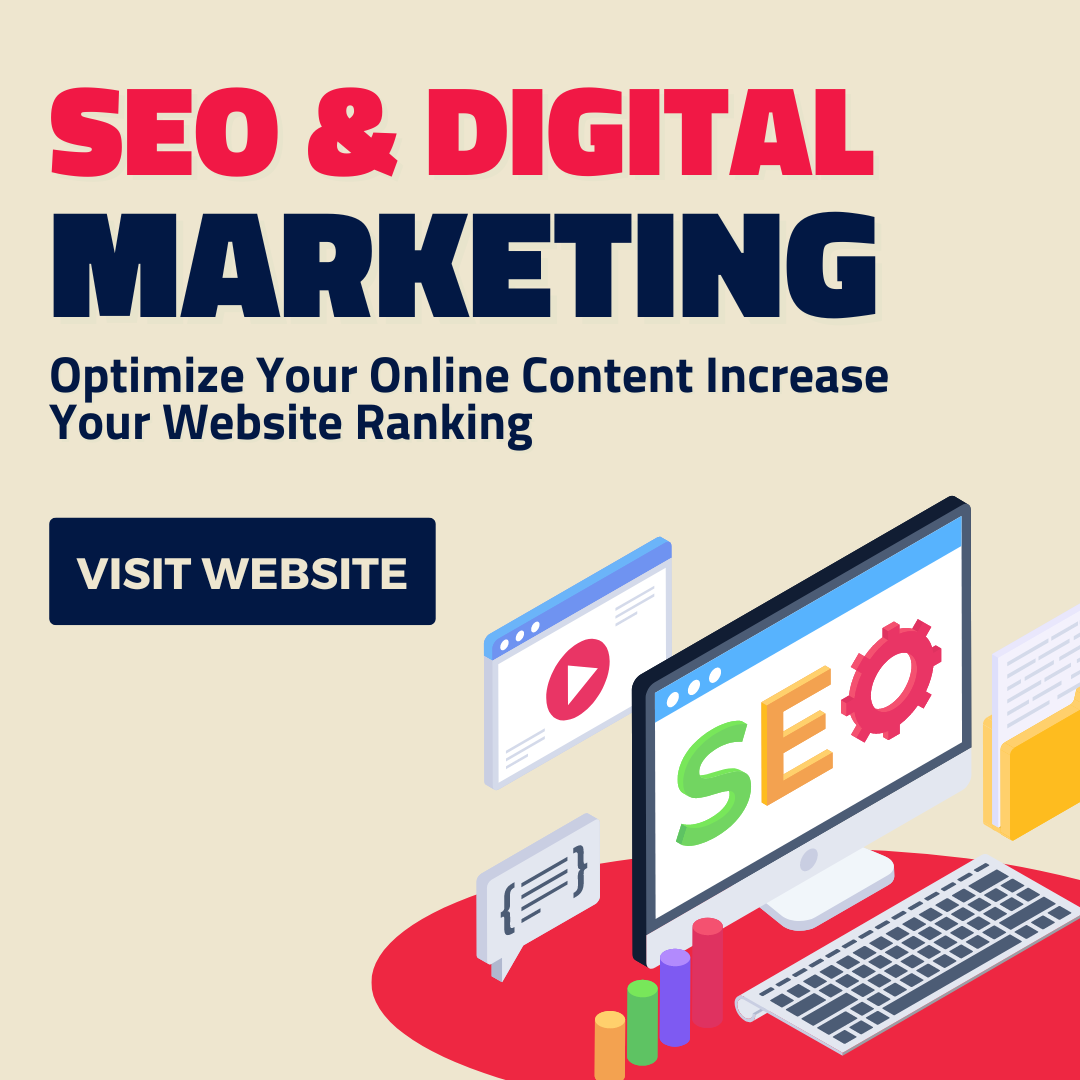 SEO & DIGITAL
MARKETING
Optimize Your Online Content Increase
Your Website Ranking
VISIT WEBSITE
SEO
{ }